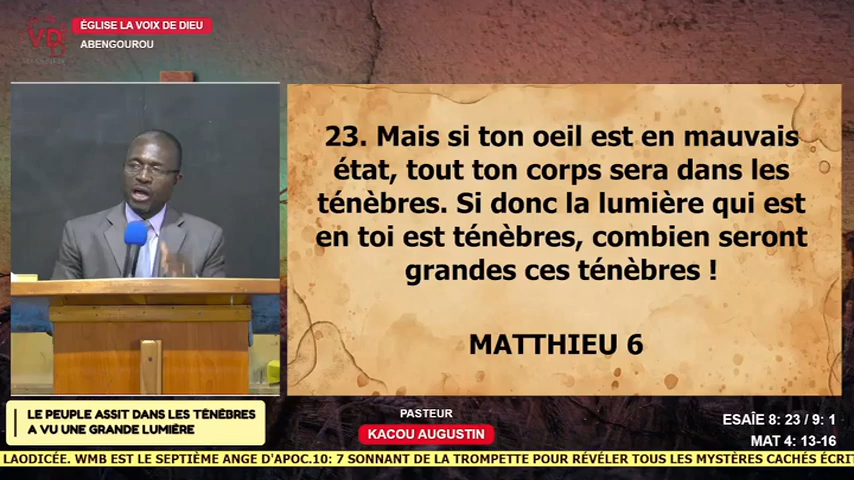 ÉGLISE LA VOIX DE DIEU
ABENGOUROU
23. Mais si ton oeil est en mauvais
état, tout ton corps sera dans les
ténèbres. Si donc la lumière qui est
en toi est ténèbres, combien seront
grandes ces ténèbres !
MATTHIEU 6
LE PEUPLE ASSIT DANS LES TÉNÈBRES
A VU UNE GRANDE LUMIÈRE
PASTEUR
KACOU AUGUSTIN
ESAÎE 8: 23 / 9: 1
MAT 4: 13-16
LAODICÉE. WMB EST LE SEPTIÈME ANGE D'APOC.10: 7 SONNANT DE LA TROMPETTE POUR RÉVÉLER TOUS LES MYSTÈRES CACHÉS ÉCRIT